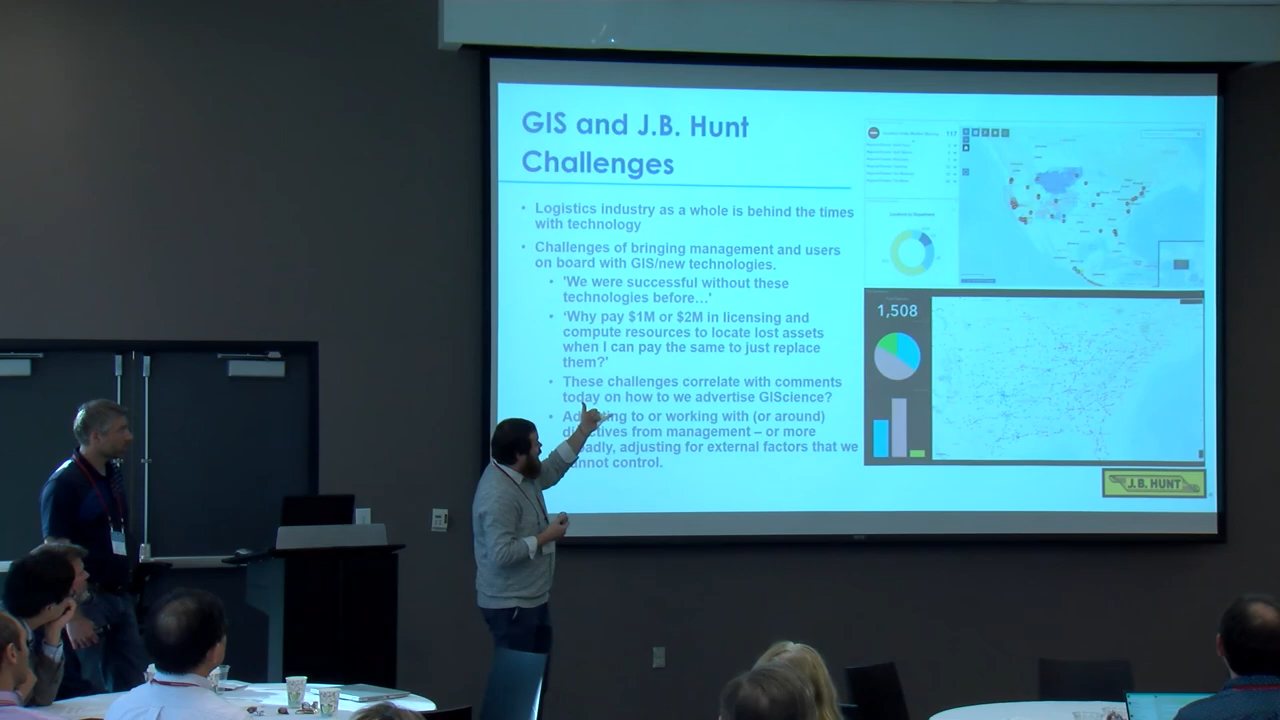 GIS and J.B. Hunt
Challenges
• Logistics industry as a whole is behind the times
with technology
• Challenges of bringing management and users
on board with GIS/new technologies.
• 'We were successful without these
technologies before…'
• 'Why pay $1M or $2M in licensing and
compute resources to locate lost assets
when I can pay the same to just replace
them?'
• These challenges correlate with comments
today on how to we advertise GIScience?
• to or working with (or around)
from management – or more
adjusting for external factors that we
control.
117
1,508
J.B. HUNT